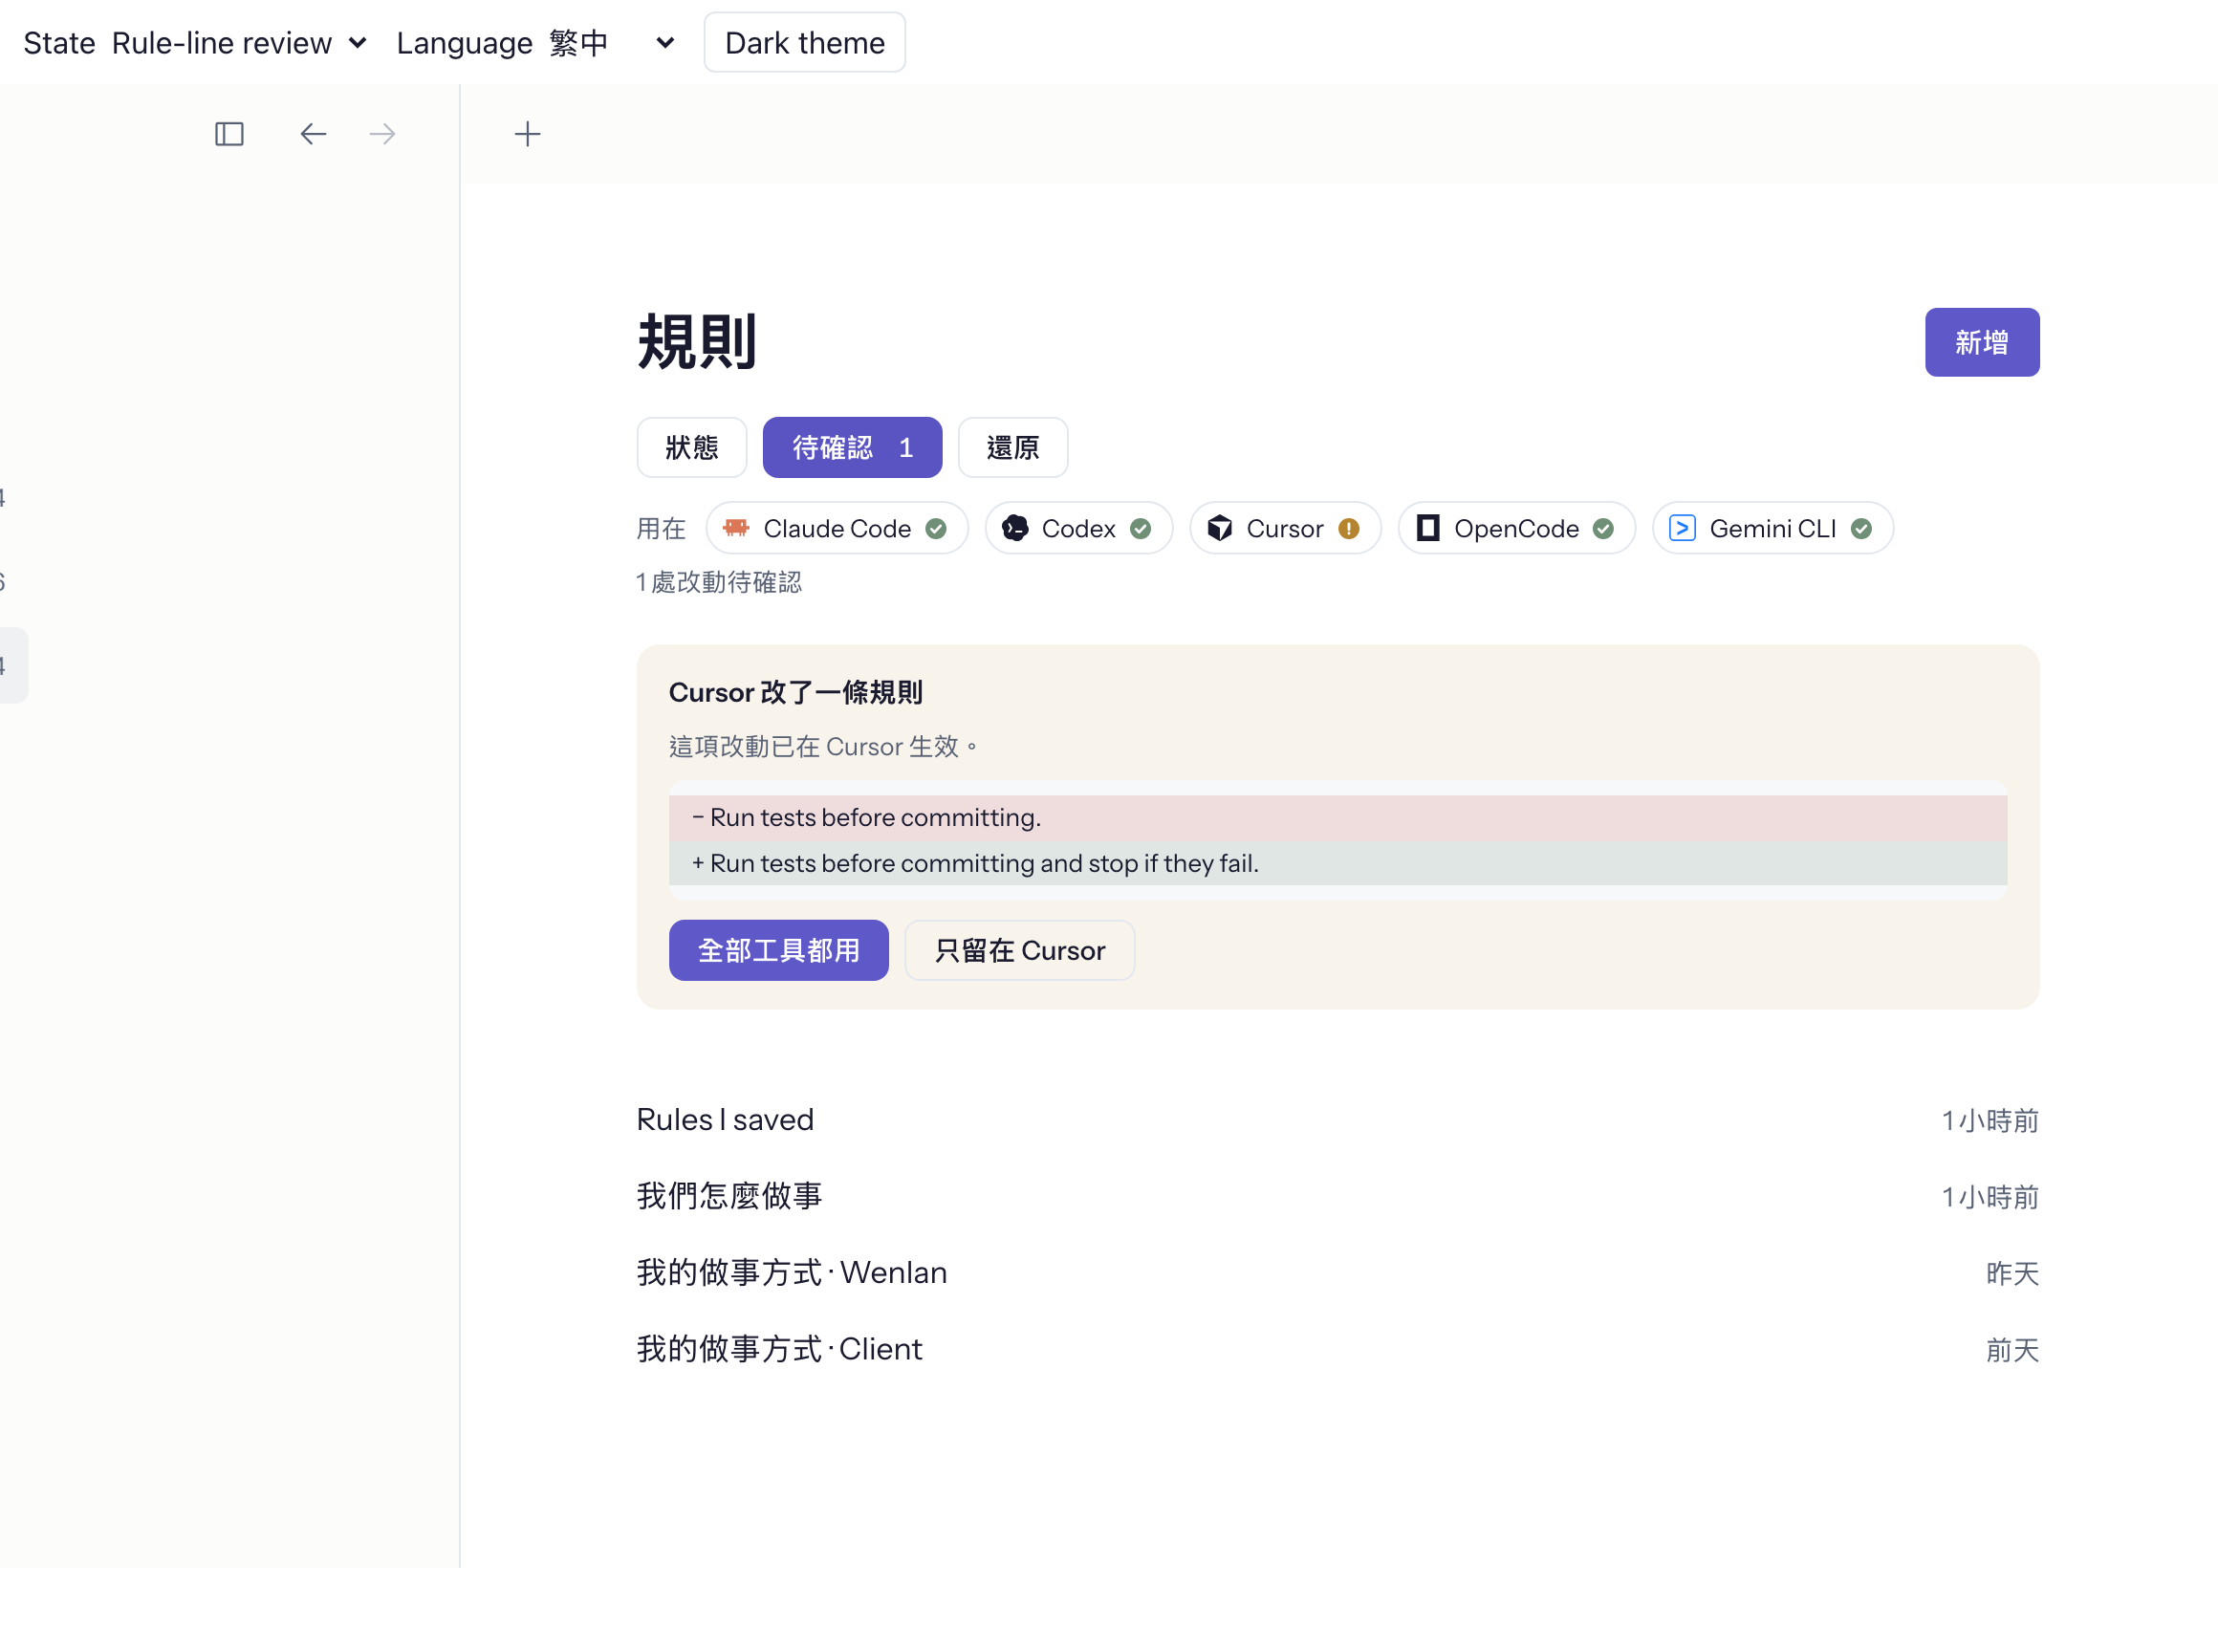 State Rule-line review Language 繁中 Dark theme
規則 新增
狀態 待確認 1 還原
用在 Claude Code Codex Cursor OpenCode Gemini CLI
1 處改動待確認
Cursor 改了一條規則
這項改動已在 Cursor 生效。
− Run tests before committing.
+ Run tests before committing and stop if they fail.
全部工具都用 只留在 Cursor
Rules I saved 1 小時前
我們怎麼做事 1 小時前
我的做事方式 · Wenlan 昨天
我的做事方式 · Client 前天